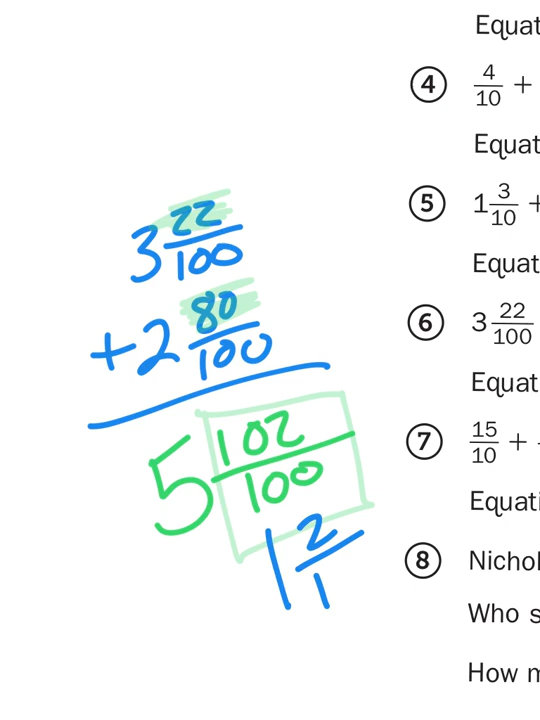 Equat
④ 4/10 +
Equat
⑤ 1 3/10 +
Equat
⑥ 3 22/100
Equat
⑦ 15/10 +
Equati
⑧ Nichol
Who s
How m
3 22/100
+ 2 80/100
5 102/100
1 2/1